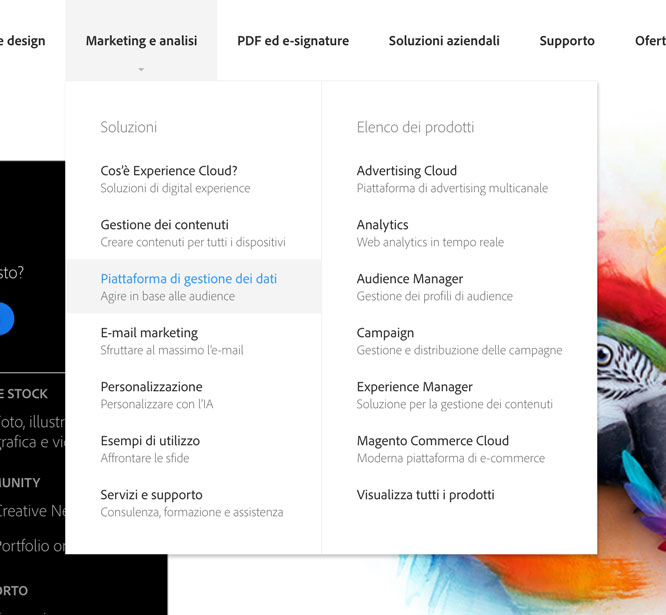 e design
Marketing e analisi
PDF ed e-signature
Soluzioni aziendali
Supporto
Ofert
Soluzioni
Cos'è Experience Cloud?
Soluzioni di digital experience
Gestione dei contenuti
Creare contenuti per tutti i dispositivi
Piattaforma di gestione dei dati
Agire in base alle audience
E-mail marketing
Sfruttare al massimo l'e-mail
Personalizzazione
Personalizzare con l'IA
Esempi di utilizzo
Affrontare le sfide
Servizi e supporto
Consulenza, formazione e assistenza
Elenco dei prodotti
Advertising Cloud
Piattaforma di advertising multicanale
Analytics
Web analytics in tempo reale
Audience Manager
Gestione dei profili di audience
Campaign
Gestione e distribuzione delle campagne
Experience Manager
Soluzione per la gestione dei contenuti
Magento Commerce Cloud
Moderna piattaforma di e-commerce
Visualizza tutti i prodotti
sto?
E STOCK
oto, illustr
grafica e vi
MUNITY
Creative Ne
Portfolio or
ORTO